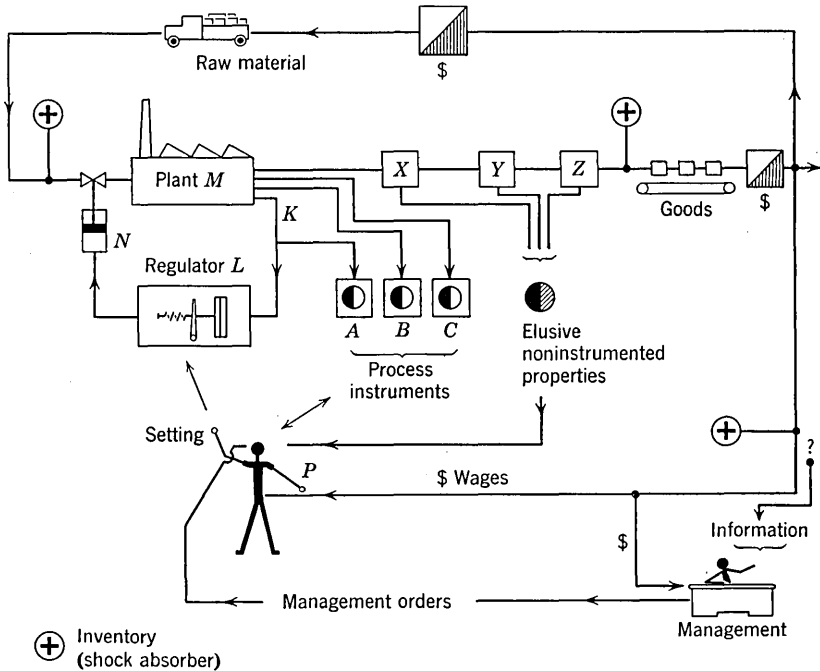 Raw material
$
Plant M
X
Y
Z
Goods
$
K
N
Regulator L
A
B
C
Process
instruments
Elusive
noninstrumented
properties
Setting
P
$ Wages
?
Information
$
Management orders
Management
Inventory
(shock absorber)